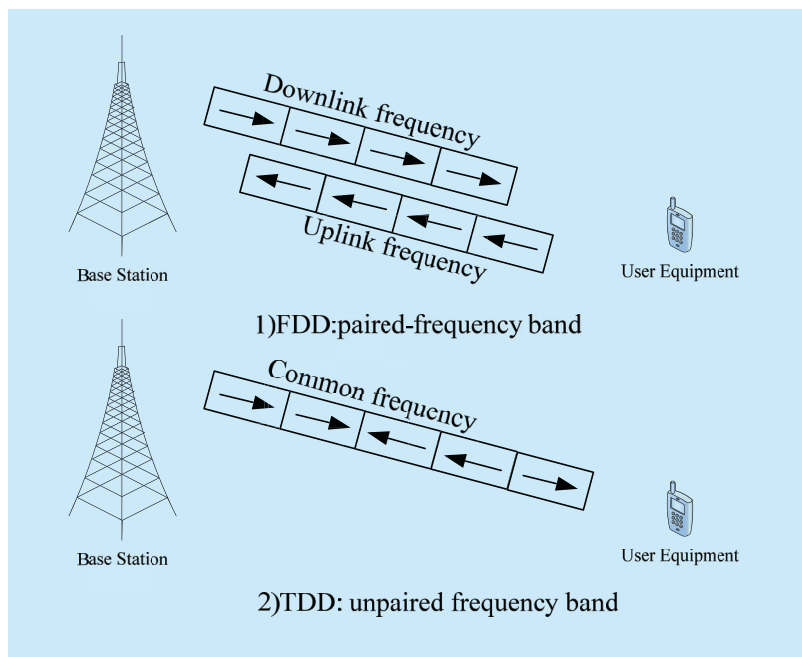 Downlink frequency
Uplink frequency
Base Station
User Equipment
1)FDD:paired-frequency band
Common frequency
Base Station
User Equipment
2)TDD: unpaired frequency band